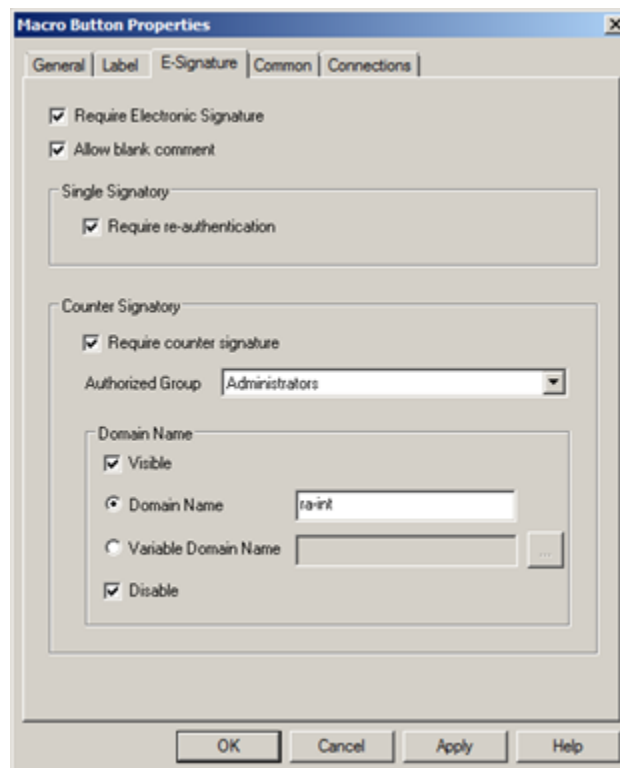 Macro Button Properties
General Label E-Signature Common Connections
Require Electronic Signature
Allow blank comment
Single Signatory
Require re-authentication
Counter Signatory
Require counter signature
Authorized Group Administrators
Domain Name
Visible
Domain Name ra-int
Variable Domain Name ...
Disable
OK Cancel Apply Help